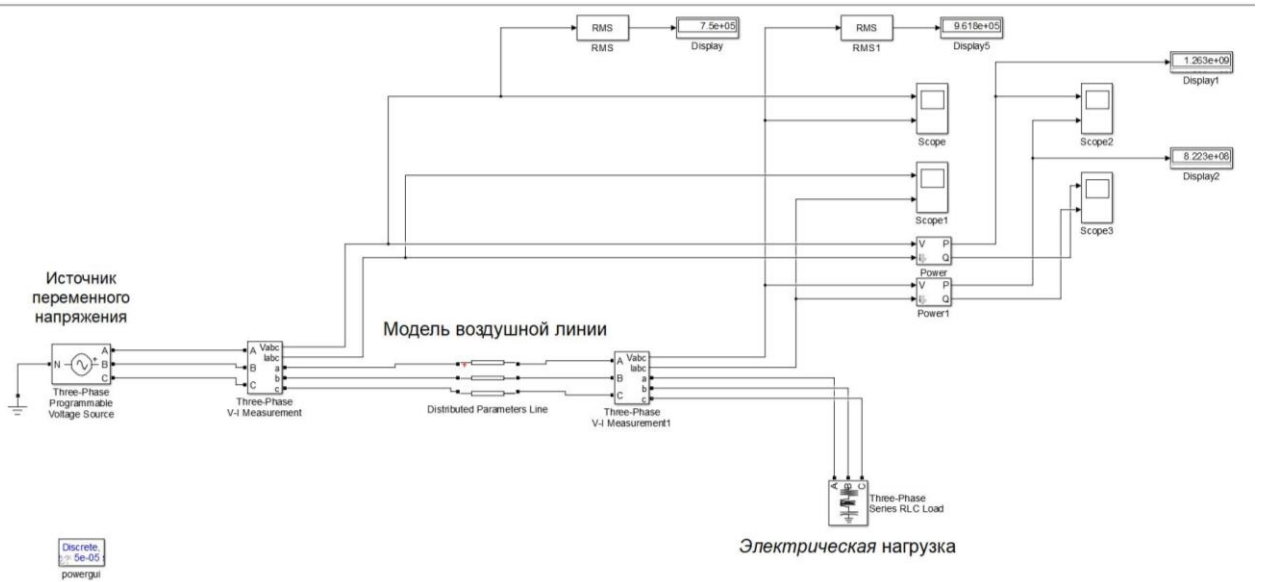 RMS
RMS
7.5e+05
Display
RMS
RMS1
9.618e+05
Display5
1.263e+09
Display1
Scope
Scope2
8.223e+08
Display2
Scope1
Scope3
V P
Q
Power
V P
Q
Power1
Источник
переменного
напряжения
N
A
B
C
Three-Phase
Programmable
Voltage Source
A
B
C
Vabc
Iabc
a
b
c
Three-Phase
V-I Measurement
Модель воздушной линии
Distributed Parameters Line
A
B
C
Vabc
Iabc
a
b
c
Three-Phase
V-I Measurement1
A B C
Three-Phase
Series RLC Load
Электрическая нагрузка
Discrete,
5e-05
powergui